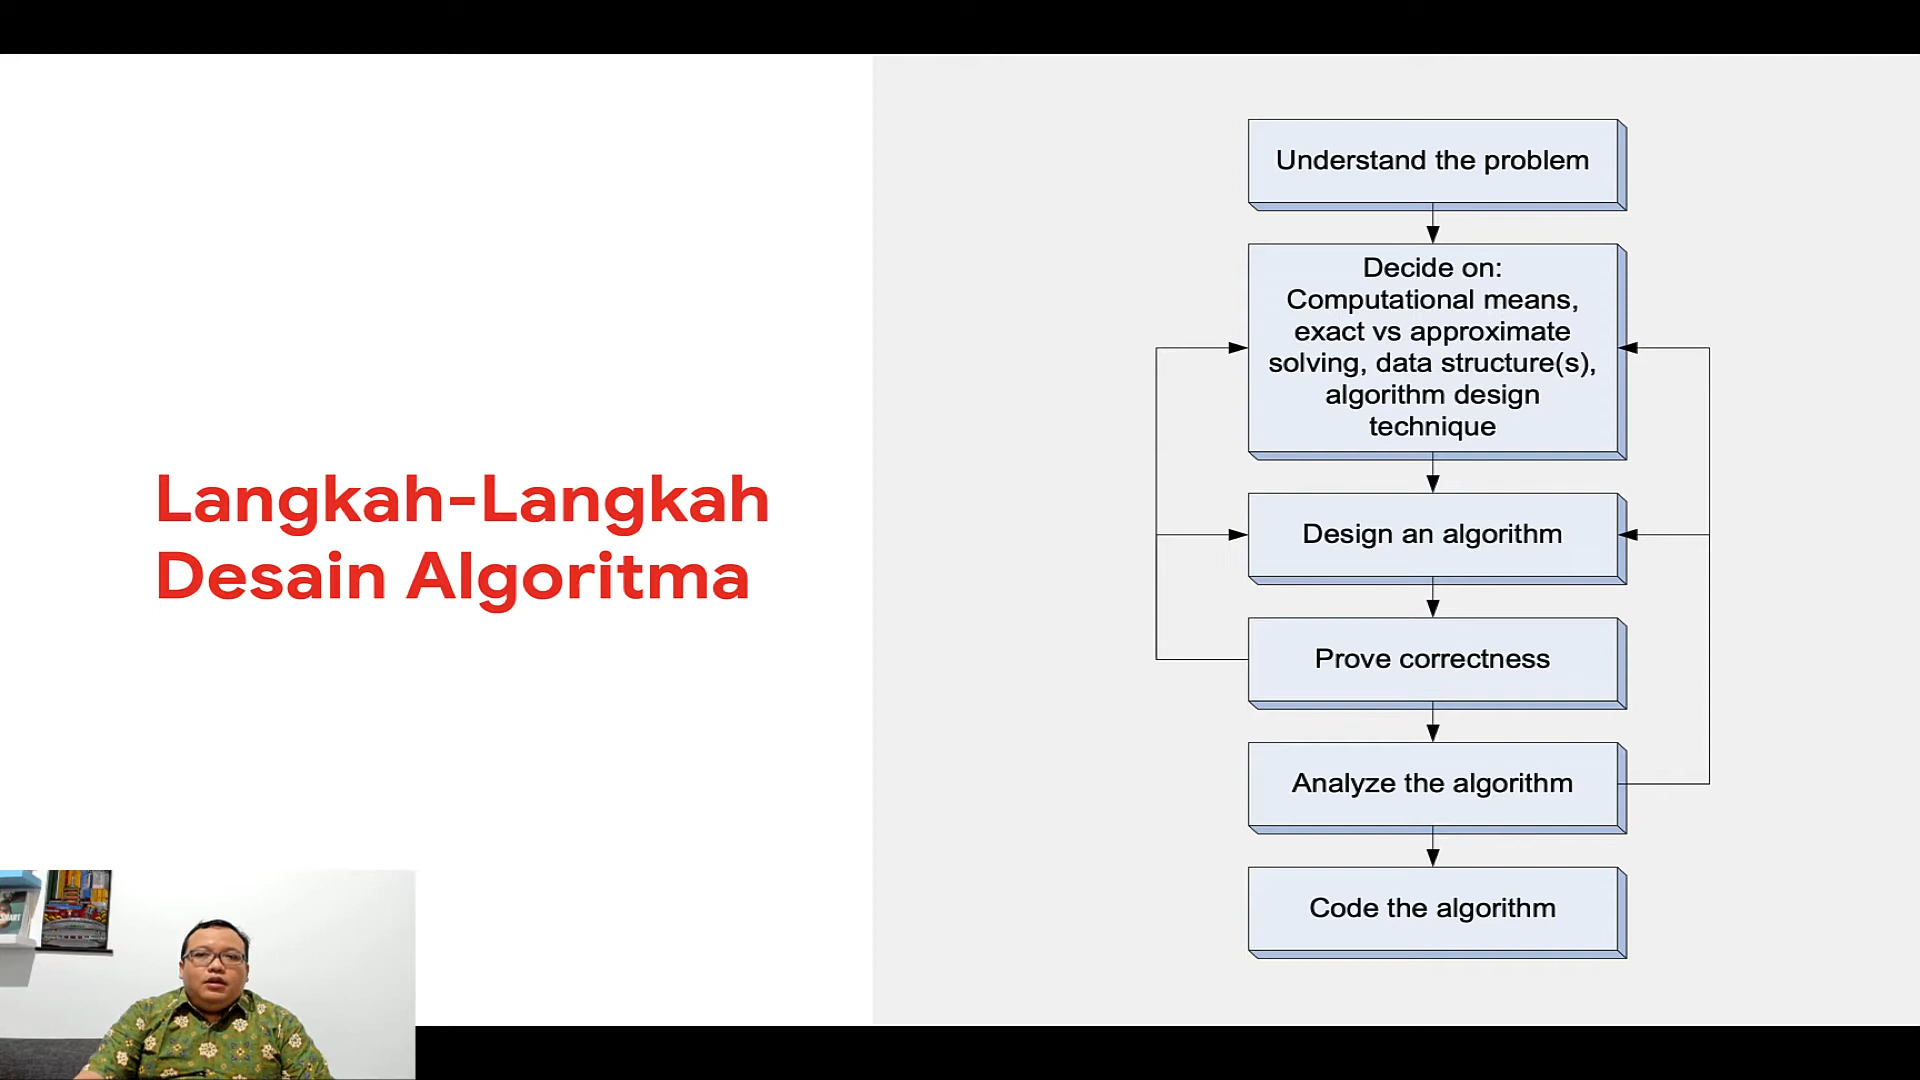 Langkah-Langkah
Desain Algoritma
Understand the problem
Decide on:
Computational means,
exact vs approximate
solving, data structure(s),
algorithm design
technique
Design an algorithm
Prove correctness
Analyze the algorithm
Code the algorithm